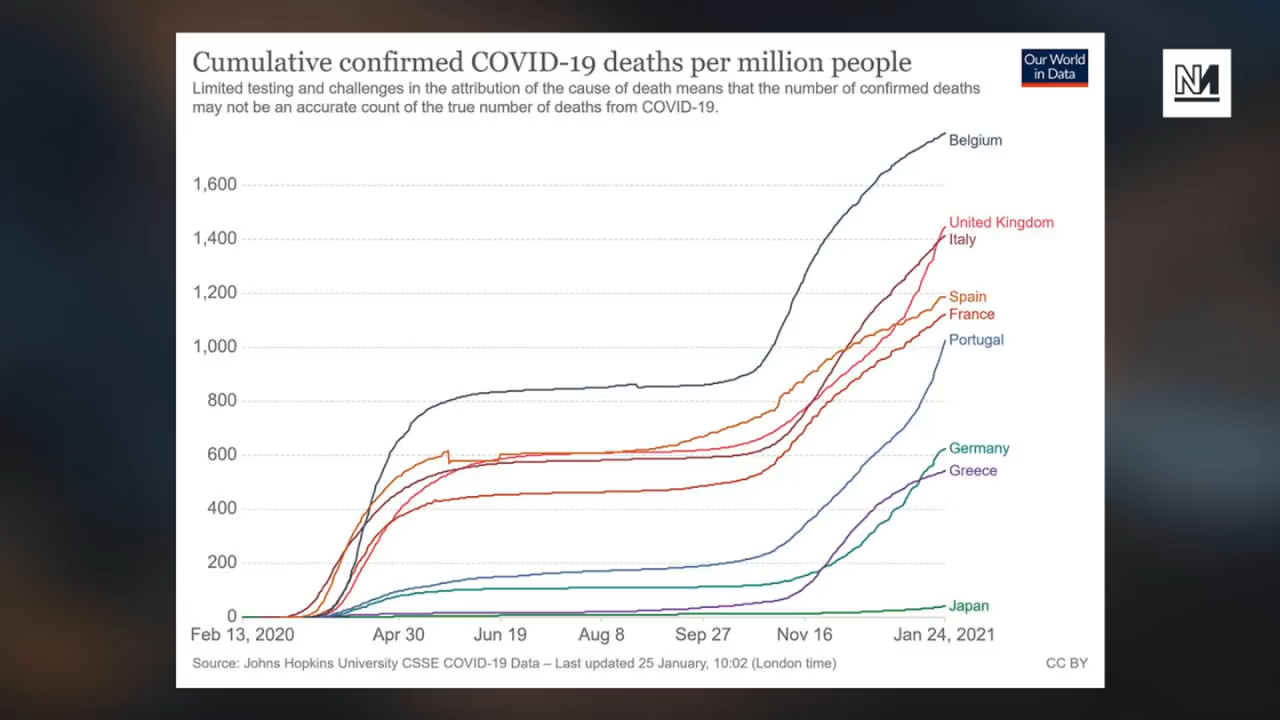 Cumulative confirmed COVID-19 deaths per million people
Our World
in Data
Limited testing and challenges in the attribution of the cause of death means that the number of confirmed deaths
may not be an accurate count of the true number of deaths from COVID-19.
NM
Belgium
1,600
United Kingdom
1,400
Italy
1,200
Spain
France
1,000
Portugal
800
600
Germany
Greece
400
200
Japan
0
Feb 13, 2020
Apr 30
Jun 19
Aug 8
Sep 27
Nov 16
Jan 24, 2021
Source: Johns Hopkins University CSSE COVID-19 Data – Last updated 25 January, 10:02 (London time)
CC BY